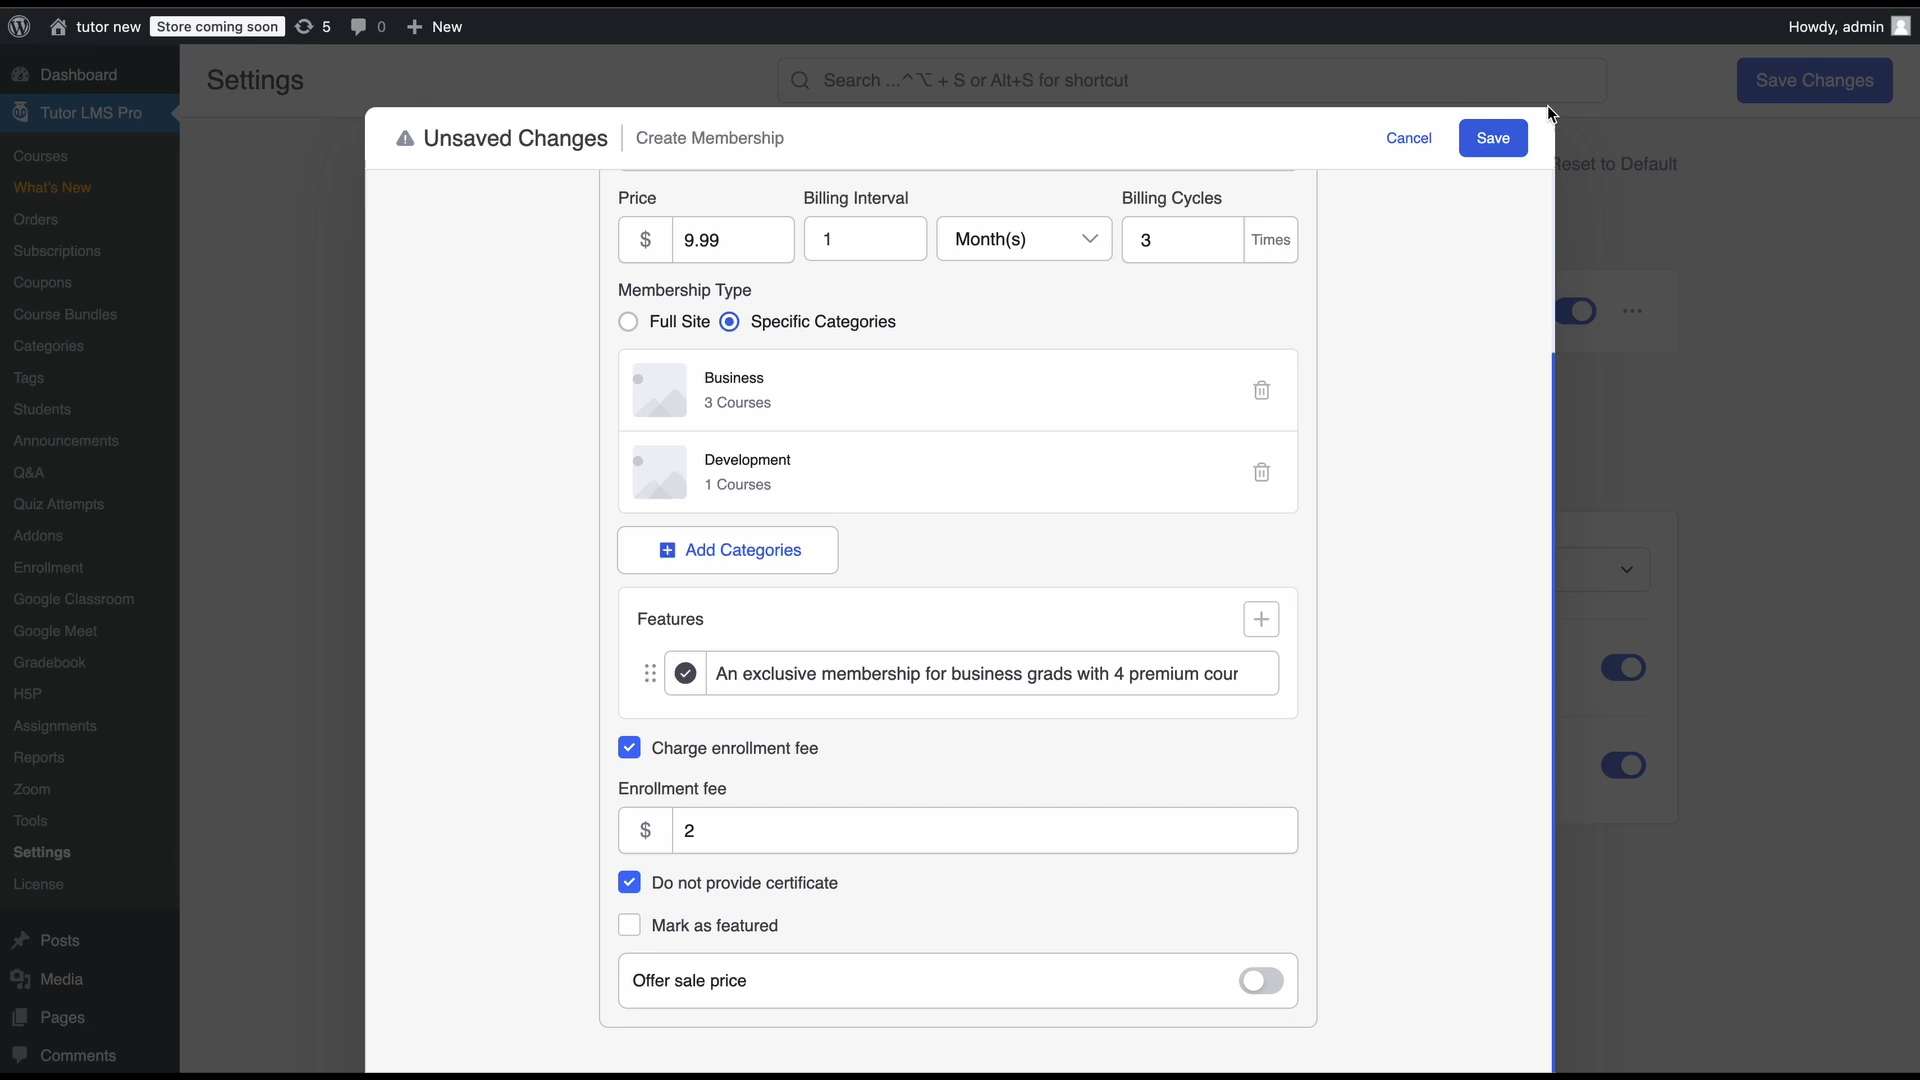 tutor new Store coming soon 5 0 + New Howdy, admin
Dashboard
Tutor LMS Pro
Courses
What's New
Orders
Subscriptions
Coupons
Course Bundles
Categories
Tags
Students
Announcements
Q&A
Quiz Attempts
Addons
Enrollment
Google Classroom
Google Meet
Gradebook
H5P
Assignments
Reports
Zoom
Tools
Settings
License
Posts
Media
Pages
Comments
Settings
Search ...^⌥ + S or Alt+S for shortcut
Save Changes
Reset to Default
Unsaved Changes Create Membership
Cancel Save
Price Billing Interval Billing Cycles
$ 9.99 1 Month(s) 3 Times
Membership Type
Full Site Specific Categories
Business
3 Courses
Development
1 Courses
Add Categories
Features
An exclusive membership for business grads with 4 premium cour
Charge enrollment fee
Enrollment fee
$ 2
Do not provide certificate
Mark as featured
Offer sale price